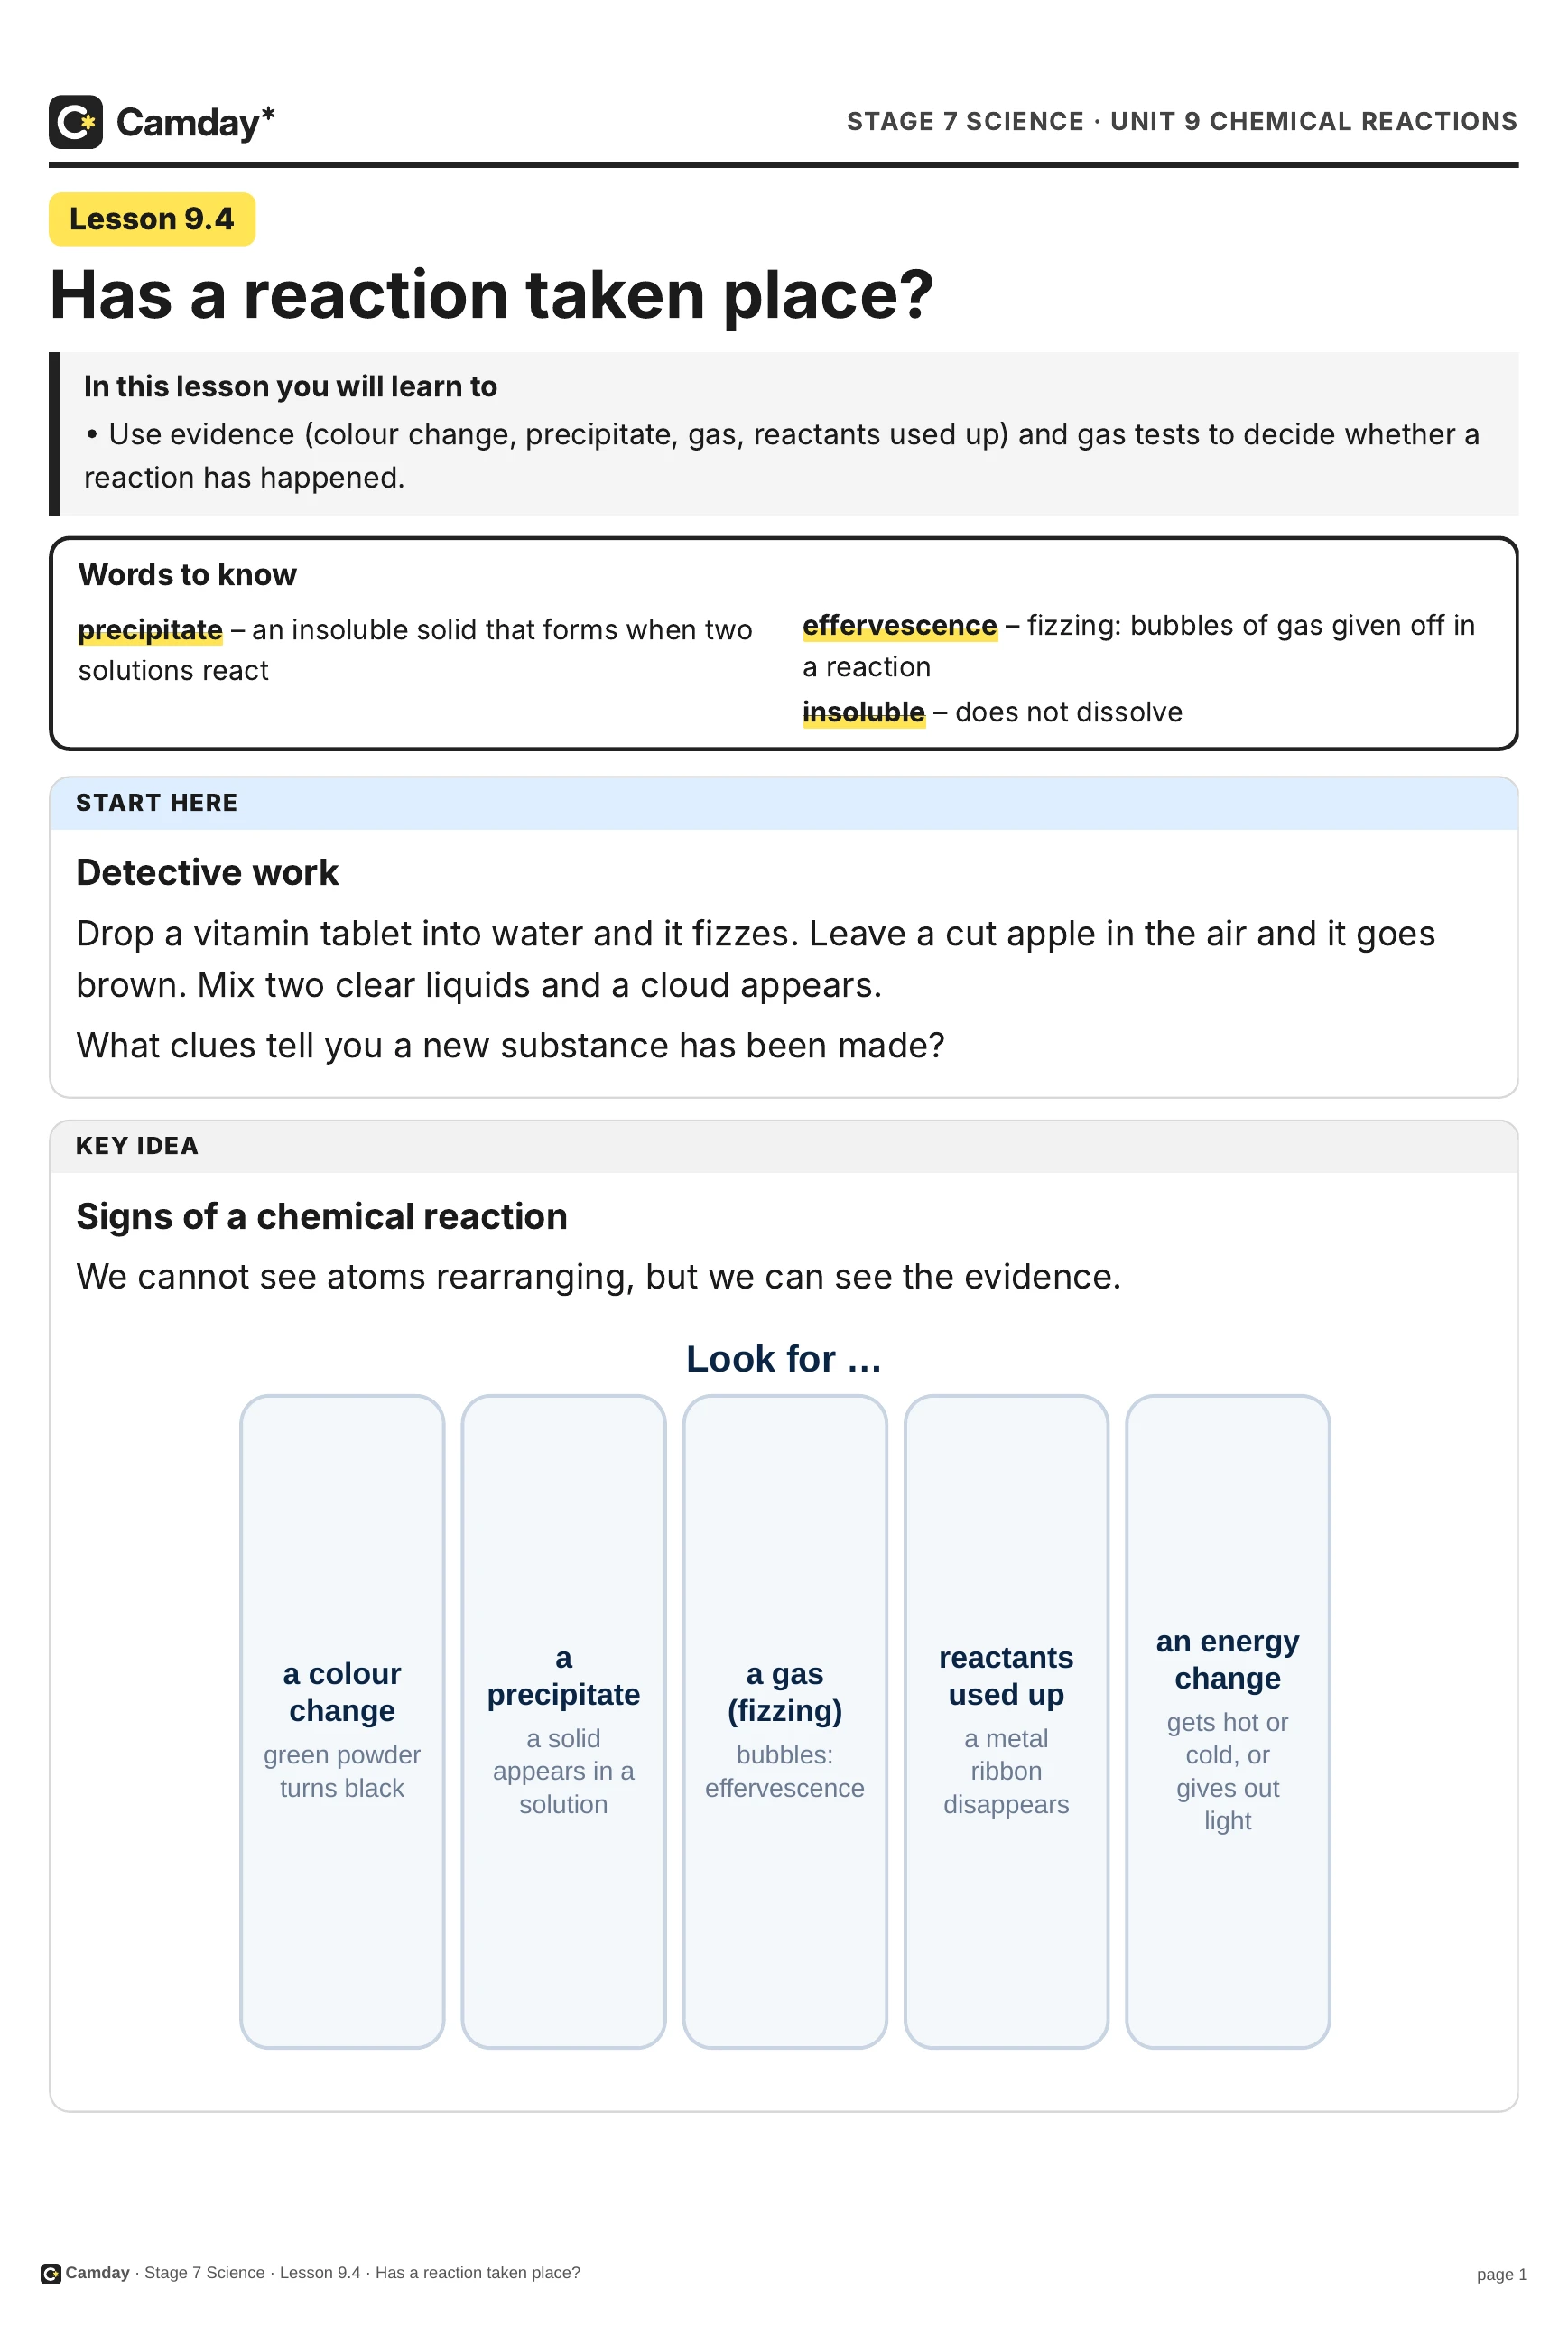 Camday*
STAGE 7 SCIENCE · UNIT 9 CHEMICAL REACTIONS
Lesson 9.4
Has a reaction taken place?
In this lesson you will learn to
• Use evidence (colour change, precipitate, gas, reactants used up) and gas tests to decide whether a
reaction has happened.
Words to know
precipitate – an insoluble solid that forms when two
solutions react
effervescence – fizzing: bubbles of gas given off in
a reaction
insoluble – does not dissolve
START HERE
Detective work
Drop a vitamin tablet into water and it fizzes. Leave a cut apple in the air and it goes
brown. Mix two clear liquids and a cloud appears.
What clues tell you a new substance has been made?
KEY IDEA
Signs of a chemical reaction
We cannot see atoms rearranging, but we can see the evidence.
Look for ...
a colour
change
green powder
turns black
a
precipitate
a solid
appears in a
solution
a gas
(fizzing)
bubbles:
effervescence
reactants
used up
a metal
ribbon
disappears
an energy
change
gets hot or
cold, or
gives out
light
Camday · Stage 7 Science · Lesson 9.4 · Has a reaction taken place?
page 1